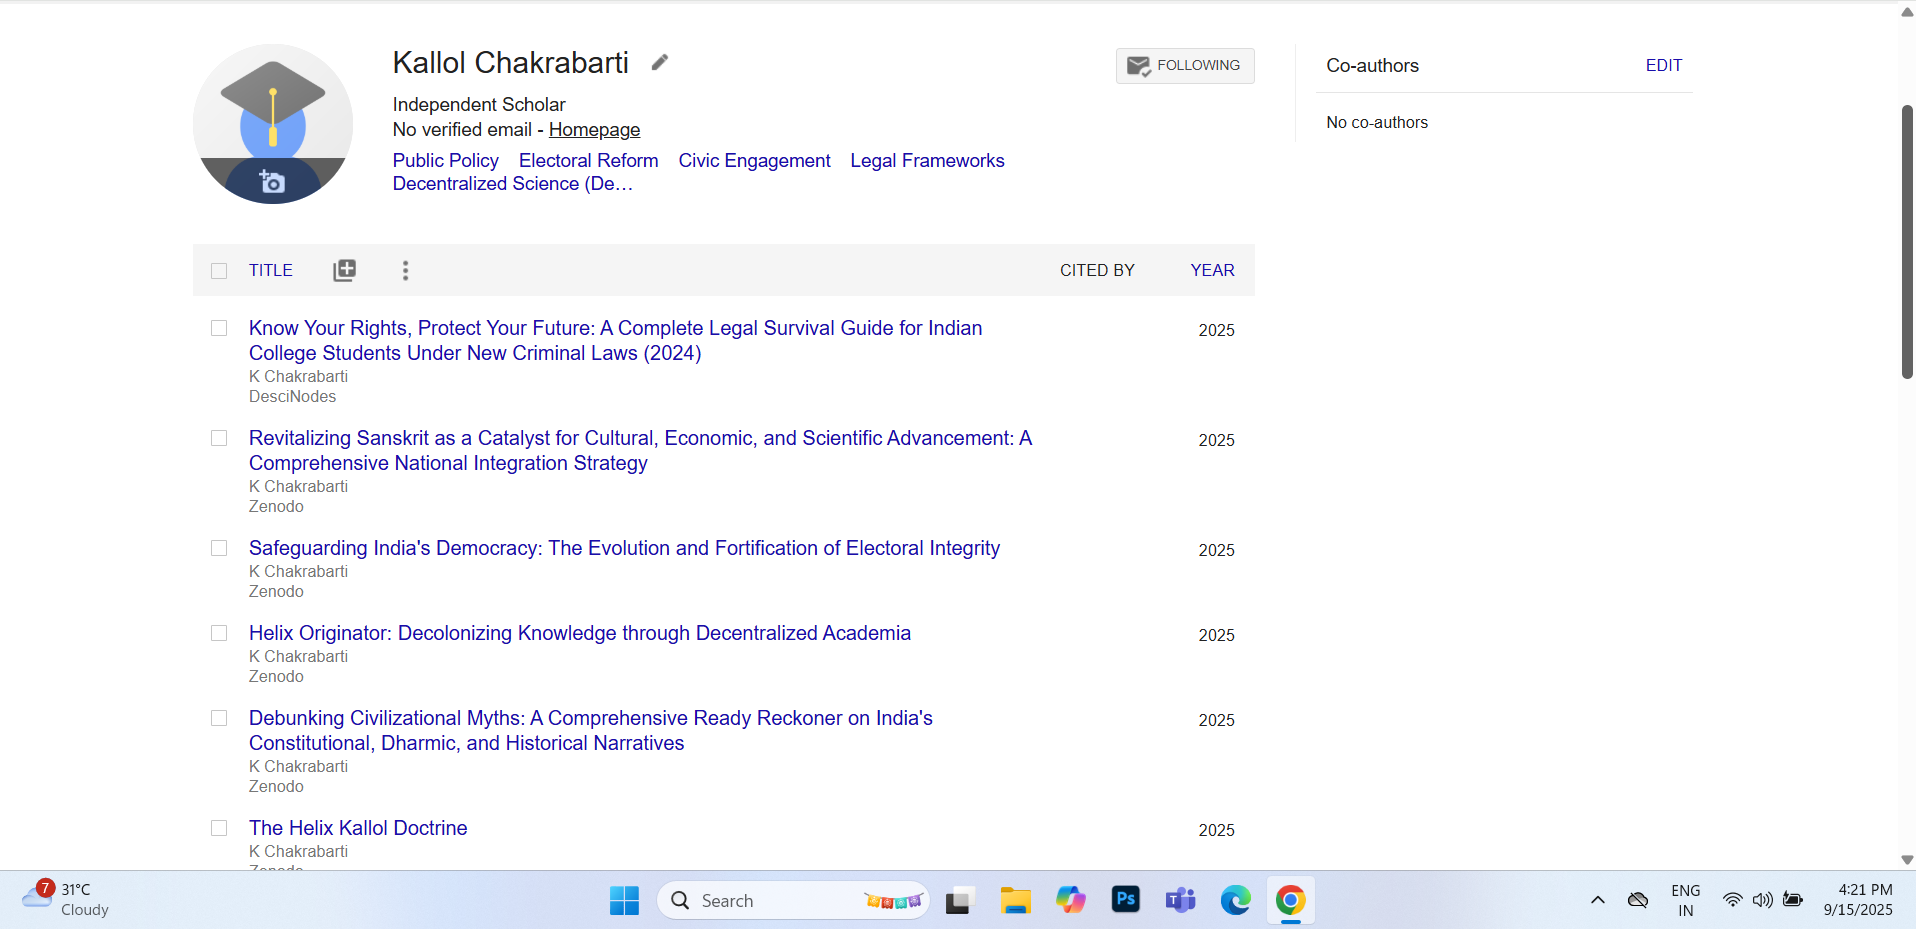 Kallol Chakrabarti
FOLLOWING
Independent Scholar
No verified email - Homepage
Public Policy Electoral Reform Civic Engagement Legal Frameworks
Decentralized Science (De…
Co-authors EDIT
No co-authors
TITLE CITED BY YEAR
Know Your Rights, Protect Your Future: A Complete Legal Survival Guide for Indian 2025
College Students Under New Criminal Laws (2024)
K Chakrabarti
DesciNodes
Revitalizing Sanskrit as a Catalyst for Cultural, Economic, and Scientific Advancement: A 2025
Comprehensive National Integration Strategy
K Chakrabarti
Zenodo
Safeguarding India's Democracy: The Evolution and Fortification of Electoral Integrity 2025
K Chakrabarti
Zenodo
Helix Originator: Decolonizing Knowledge through Decentralized Academia 2025
K Chakrabarti
Zenodo
Debunking Civilizational Myths: A Comprehensive Ready Reckoner on India's 2025
Constitutional, Dharmic, and Historical Narratives
K Chakrabarti
Zenodo
The Helix Kallol Doctrine 2025
K Chakrabarti
Zenodo
7
31°C
Cloudy
Search
Ps
T
ENG
IN
4:21 PM
9/15/2025